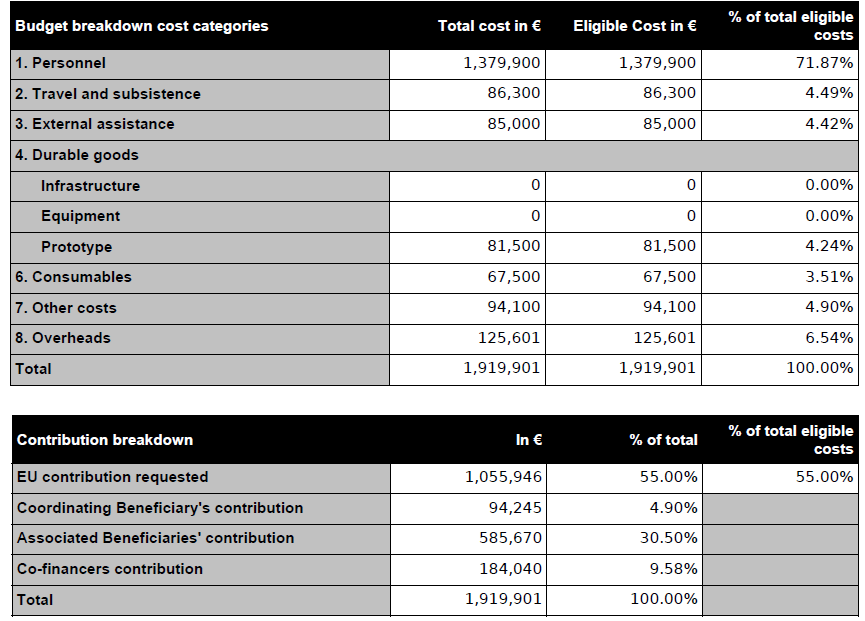 Budget breakdown cost categories Total cost in € Eligible Cost in € % of total eligible costs
1. Personnel 1,379,900 1,379,900 71.87%
2. Travel and subsistence 86,300 86,300 4.49%
3. External assistance 85,000 85,000 4.42%
4. Durable goods
Infrastructure 0 0 0.00%
Equipment 0 0 0.00%
Prototype 81,500 81,500 4.24%
6. Consumables 67,500 67,500 3.51%
7. Other costs 94,100 94,100 4.90%
8. Overheads 125,601 125,601 6.54%
Total 1,919,901 1,919,901 100.00%
Contribution breakdown In € % of total % of total eligible costs
EU contribution requested 1,055,946 55.00% 55.00%
Coordinating Beneficiary's contribution 94,245 4.90%
Associated Beneficiaries' contribution 585,670 30.50%
Co-financers contribution 184,040 9.58%
Total 1,919,901 100.00%